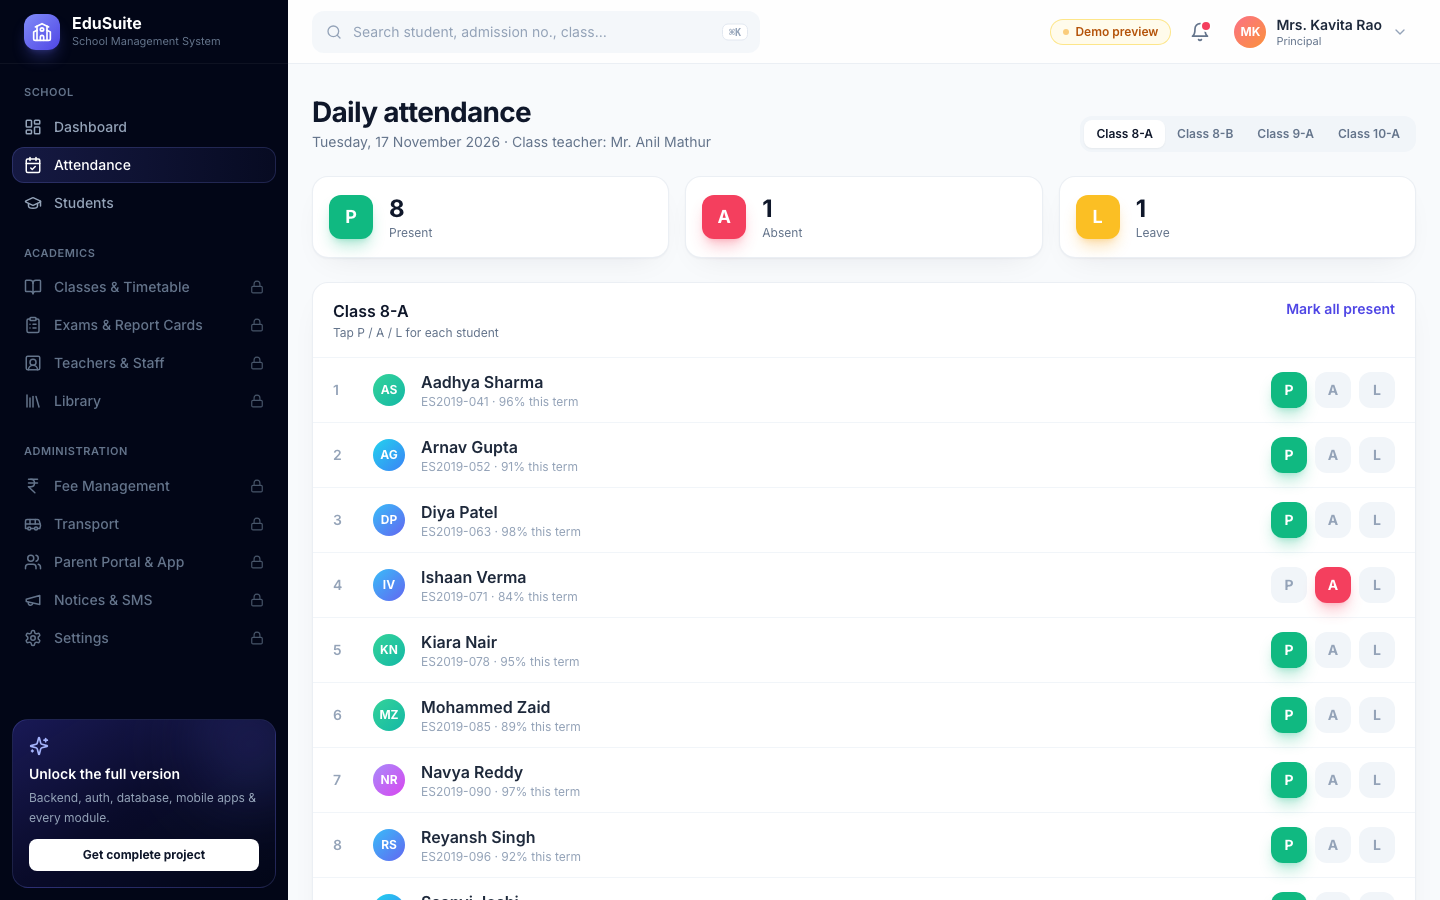 EduSuite
School Management System
Search student, admission no., class...
⌘K
Demo preview
MK
Mrs. Kavita Rao
Principal
SCHOOL
Dashboard
Attendance
Students
ACADEMICS
Classes & Timetable
Exams & Report Cards
Teachers & Staff
Library
ADMINISTRATION
Fee Management
Transport
Parent Portal & App
Notices & SMS
Settings
Unlock the full version
Backend, auth, database, mobile apps &
every module.
Get complete project
Daily attendance
Tuesday, 17 November 2026 · Class teacher: Mr. Anil Mathur
Class 8-A
Class 8-B
Class 9-A
Class 10-A
P
8
Present
A
1
Absent
L
1
Leave
Class 8-A
Tap P / A / L for each student
Mark all present
1 AS Aadhya Sharma P A L
ES2019-041 · 96% this term
2 AG Arnav Gupta P A L
ES2019-052 · 91% this term
3 DP Diya Patel P A L
ES2019-063 · 98% this term
4 IV Ishaan Verma P A L
ES2019-071 · 84% this term
5 KN Kiara Nair P A L
ES2019-078 · 95% this term
6 MZ Mohammed Zaid P A L
ES2019-085 · 89% this term
7 NR Navya Reddy P A L
ES2019-090 · 97% this term
8 RS Reyansh Singh P A L
ES2019-096 · 92% this term